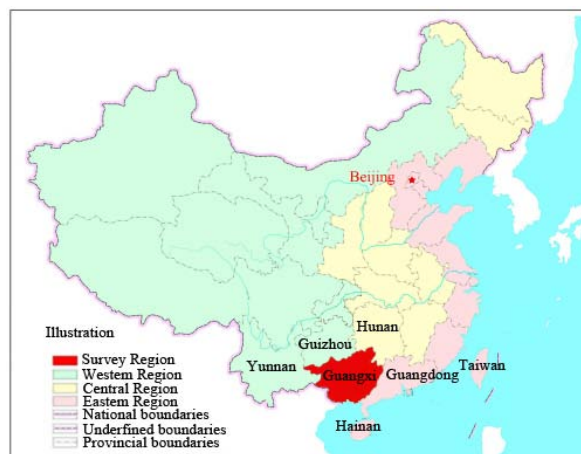 Beijing
Hunan
Guizhou
Yunnan
Guangxi
Guangdong
Taiwan
Hainan
Illustration
Survey Region
Western Region
Central Region
Eastern Region
National boundaries
Underfined boundaries
Provincial boundaries